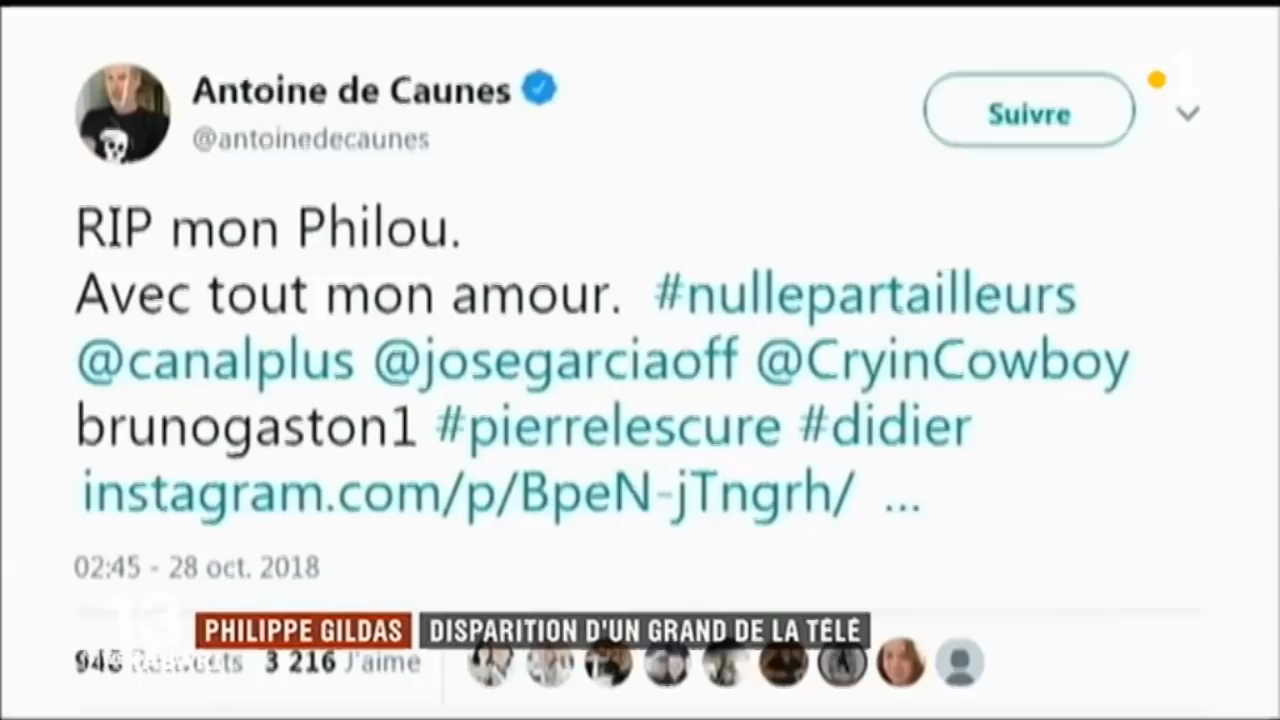 Antoine de Caunes
@antoinedecaunes
Suivre
1
RIP mon Philou.
Avec tout mon amour. #nullepartailleurs
@canalplus @josegarciaoff @CryinCowboy
brunogaston1 #pierrelescure #didier
instagram.com/p/BpeN-jTngrh/ ...
02:45 - 28 oct. 2018
13
PHILIPPE GILDAS DISPARITION D'UN GRAND DE LA TÉLÉ
Retweets 3 216 J'aime